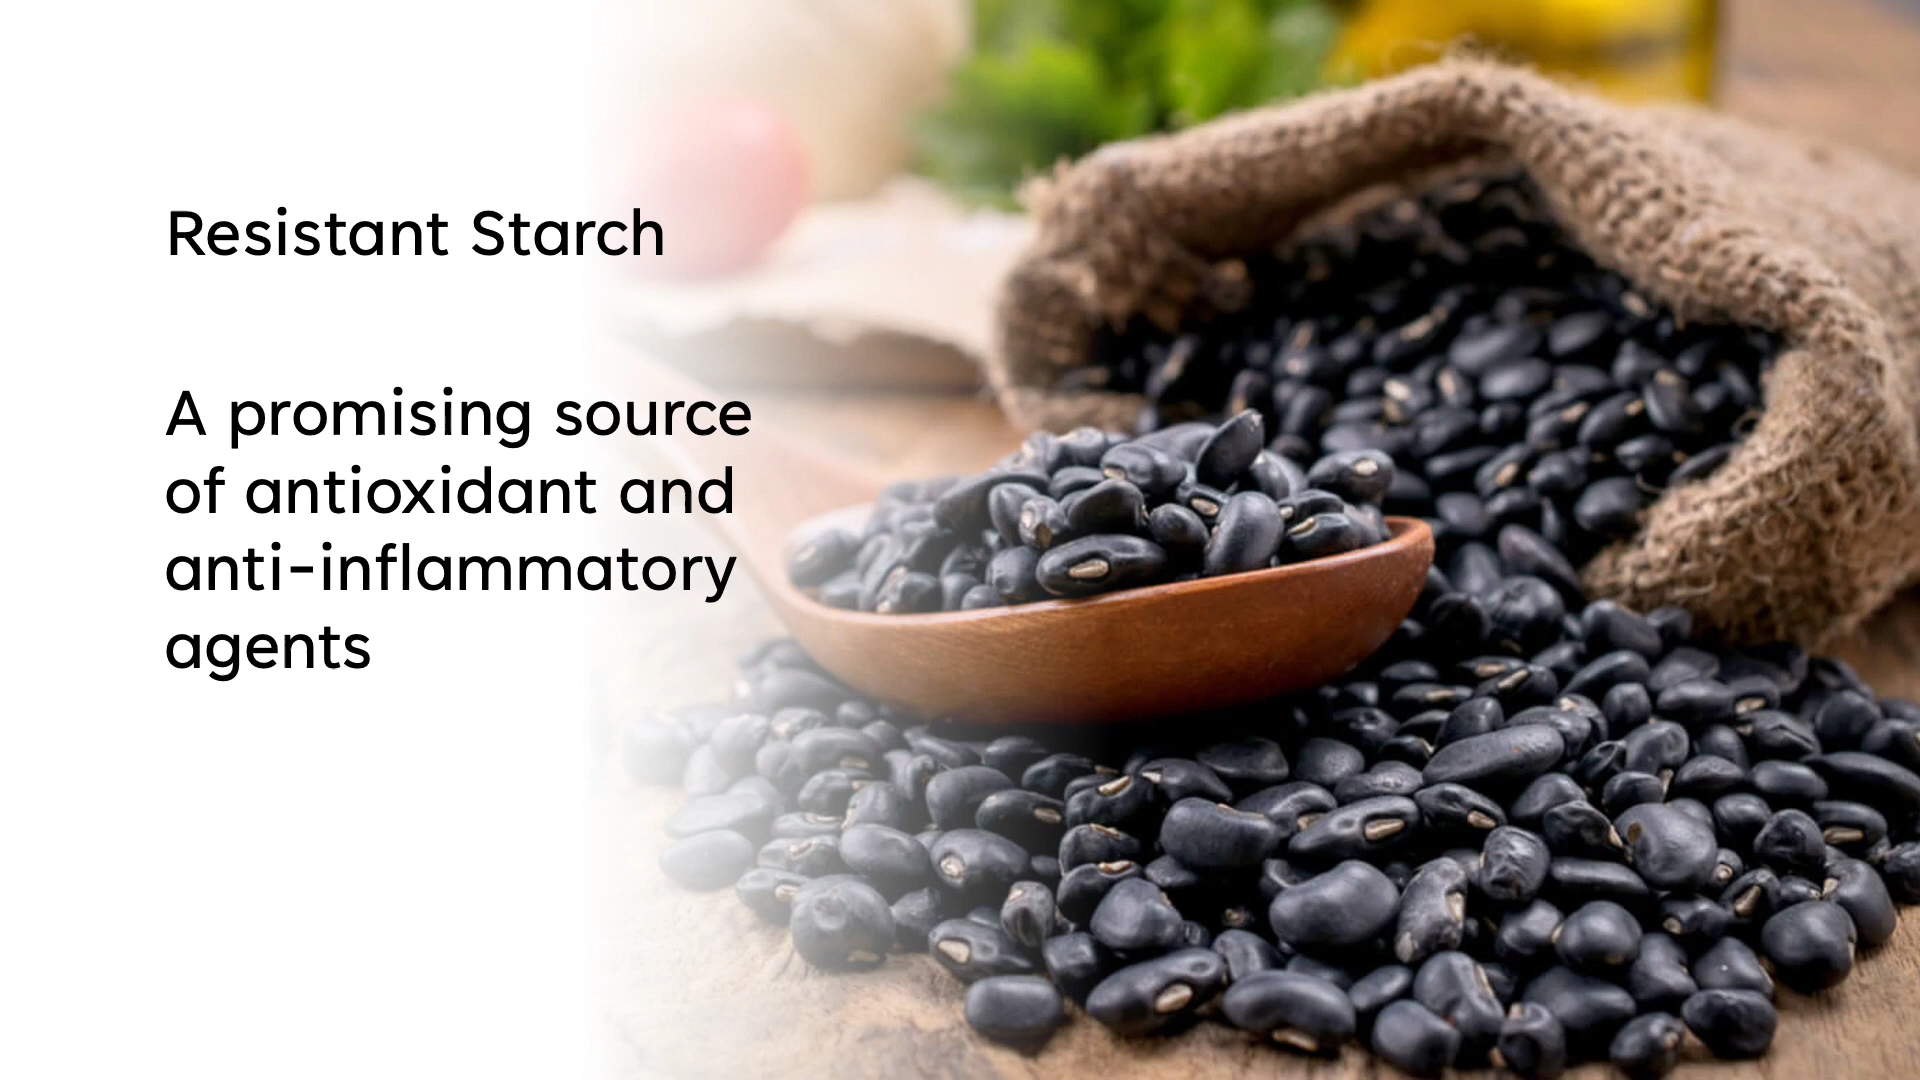 Resistant Starch
A promising source
of antioxidant and
anti-inflammatory
agents